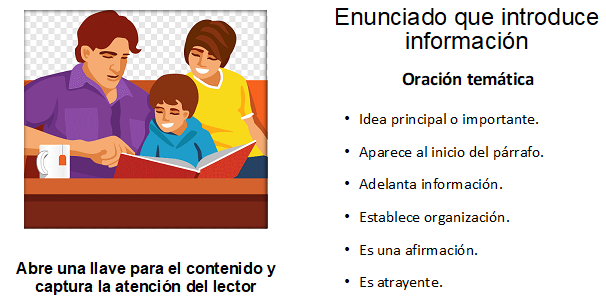 Enunciado que introduce
información
Oración temática
• Idea principal o importante.
• Aparece al inicio del párrafo.
• Adelanta información.
• Establece organización.
• Es una afirmación.
• Es atrayente.
Abre una llave para el contenido y
captura la atención del lector